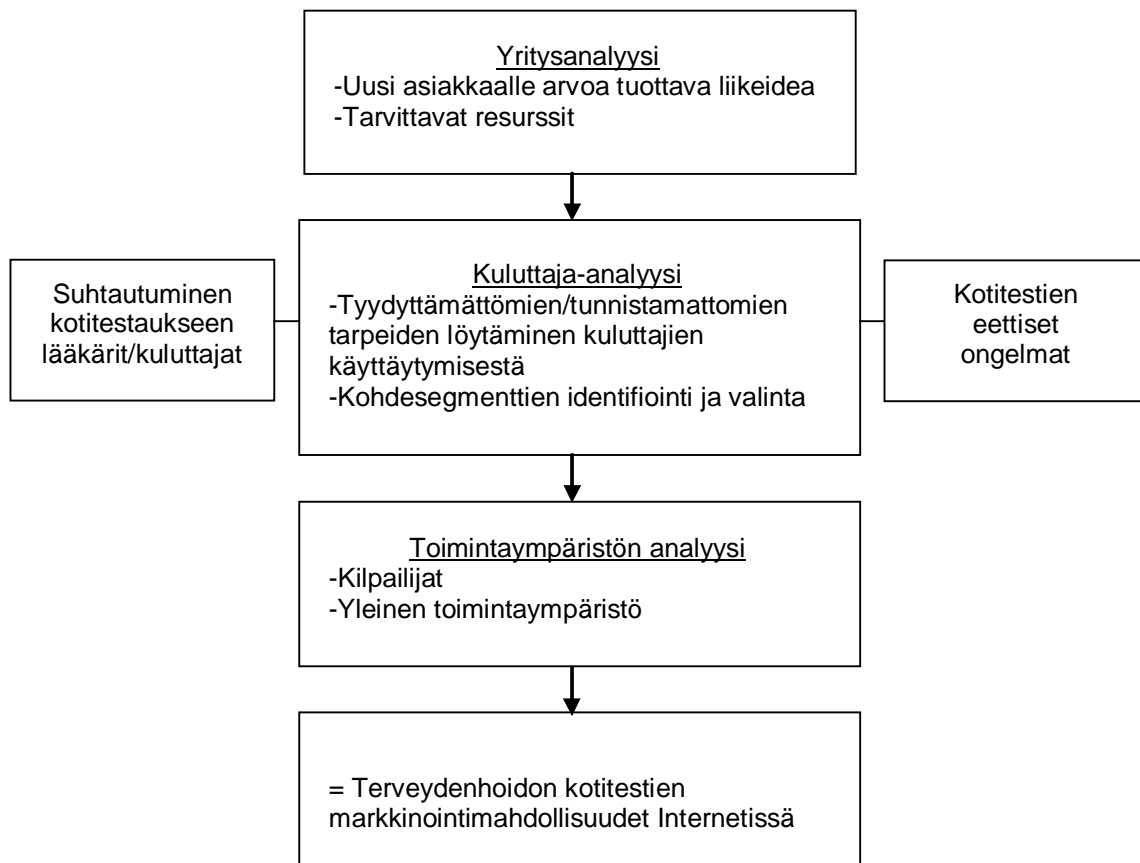 Yritysanalyysi
-Uusi asiakkaalle arvoa tuottava liikeidea
-Tarvittavat resurssit
Suhtautuminen
kotitestaukseen
lääkärit/kuluttajat
Kuluttaja-analyysi
-Tyydyttämättömien/tunnistamattomien
tarpeiden löytäminen kuluttajien
käyttäytymisestä
-Kohdesegmenttien identifiointi ja valinta
Kotitestien
eettiset
ongelmat
Toimintaympäristön analyysi
-Kilpailijat
-Yleinen toimintaympäristö
= Terveydenhoidon kotitestien
markkinointimahdollisuudet Internetissä